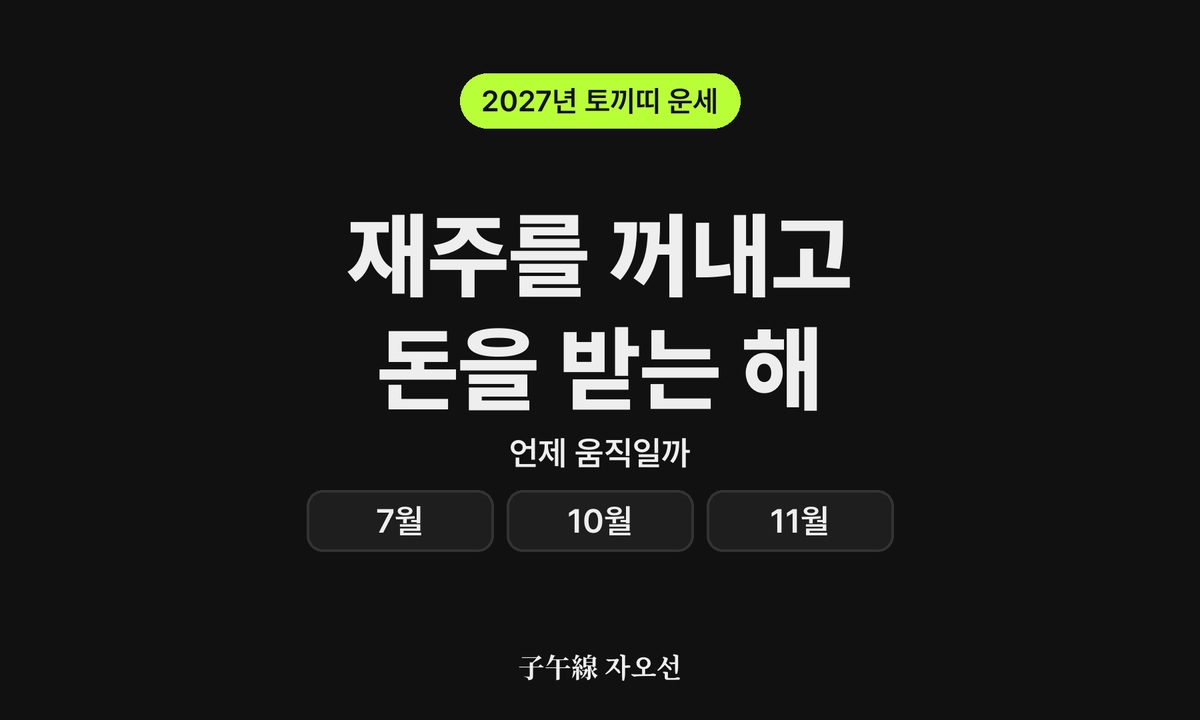 2027년 토끼띠 운세
재주를 꺼내고
돈을 받는 해
언제 움직일까
7월 10월 11월
子午線 자오선